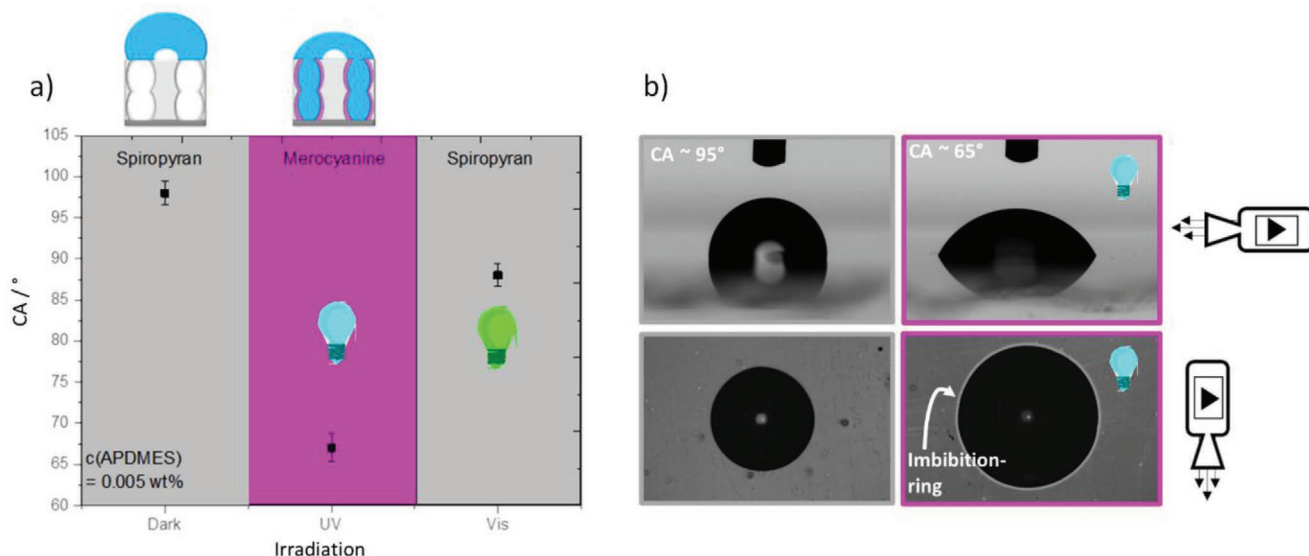 a)
105
100
95
90
85
80
75
70
65
60
CA / °
Spiropyran
Merocyanine
Spiropyran
c(APDMES)
= 0.005 wt%
Dark
UV
Vis
Irradiation
b)
CA ~ 95°
CA ~ 65°
Imbibition-
ring